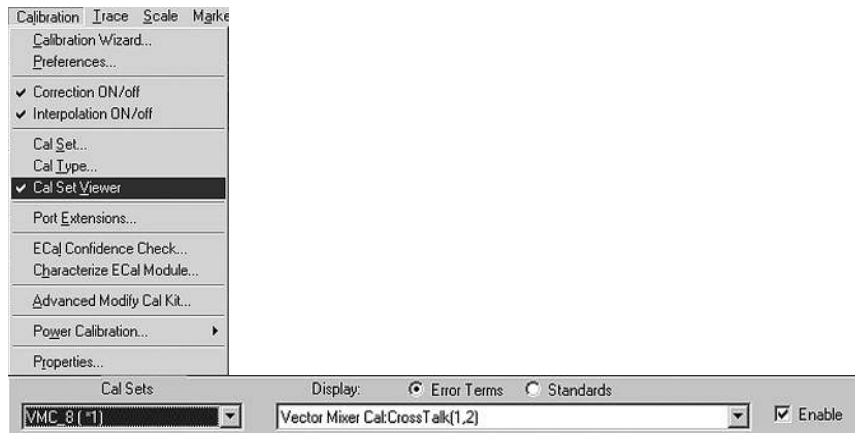 Calibration Trace Scale Marke
Calibration Wizard...
Preferences...
Correction ON/off
Interpolation ON/off
Cal Set...
Cal Type...
Cal Set Viewer
Port Extensions...
ECal Confidence Check...
Characterize ECal Module...
Advanced Modify Cal Kit...
Power Calibration...
Properties...
Cal Sets Display: Error Terms Standards
VMC_8 ( *1) Vector Mixer Cal:CrossTalk(1,2) Enable